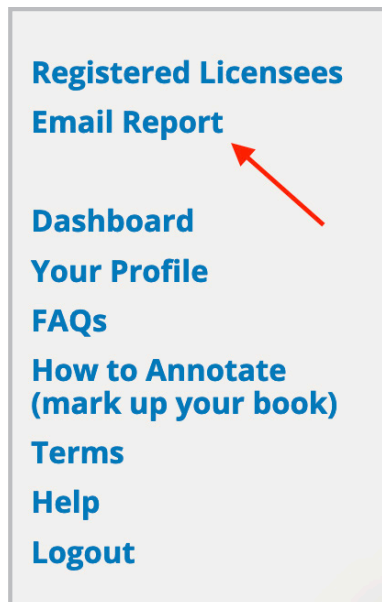 Registered Licensees
Email Report
Dashboard
Your Profile
FAQs
How to Annotate
(mark up your book)
Terms
Help
Logout